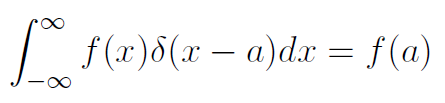 ∫_{-∞}^{∞} f(x)δ(x − a)dx = f(a)